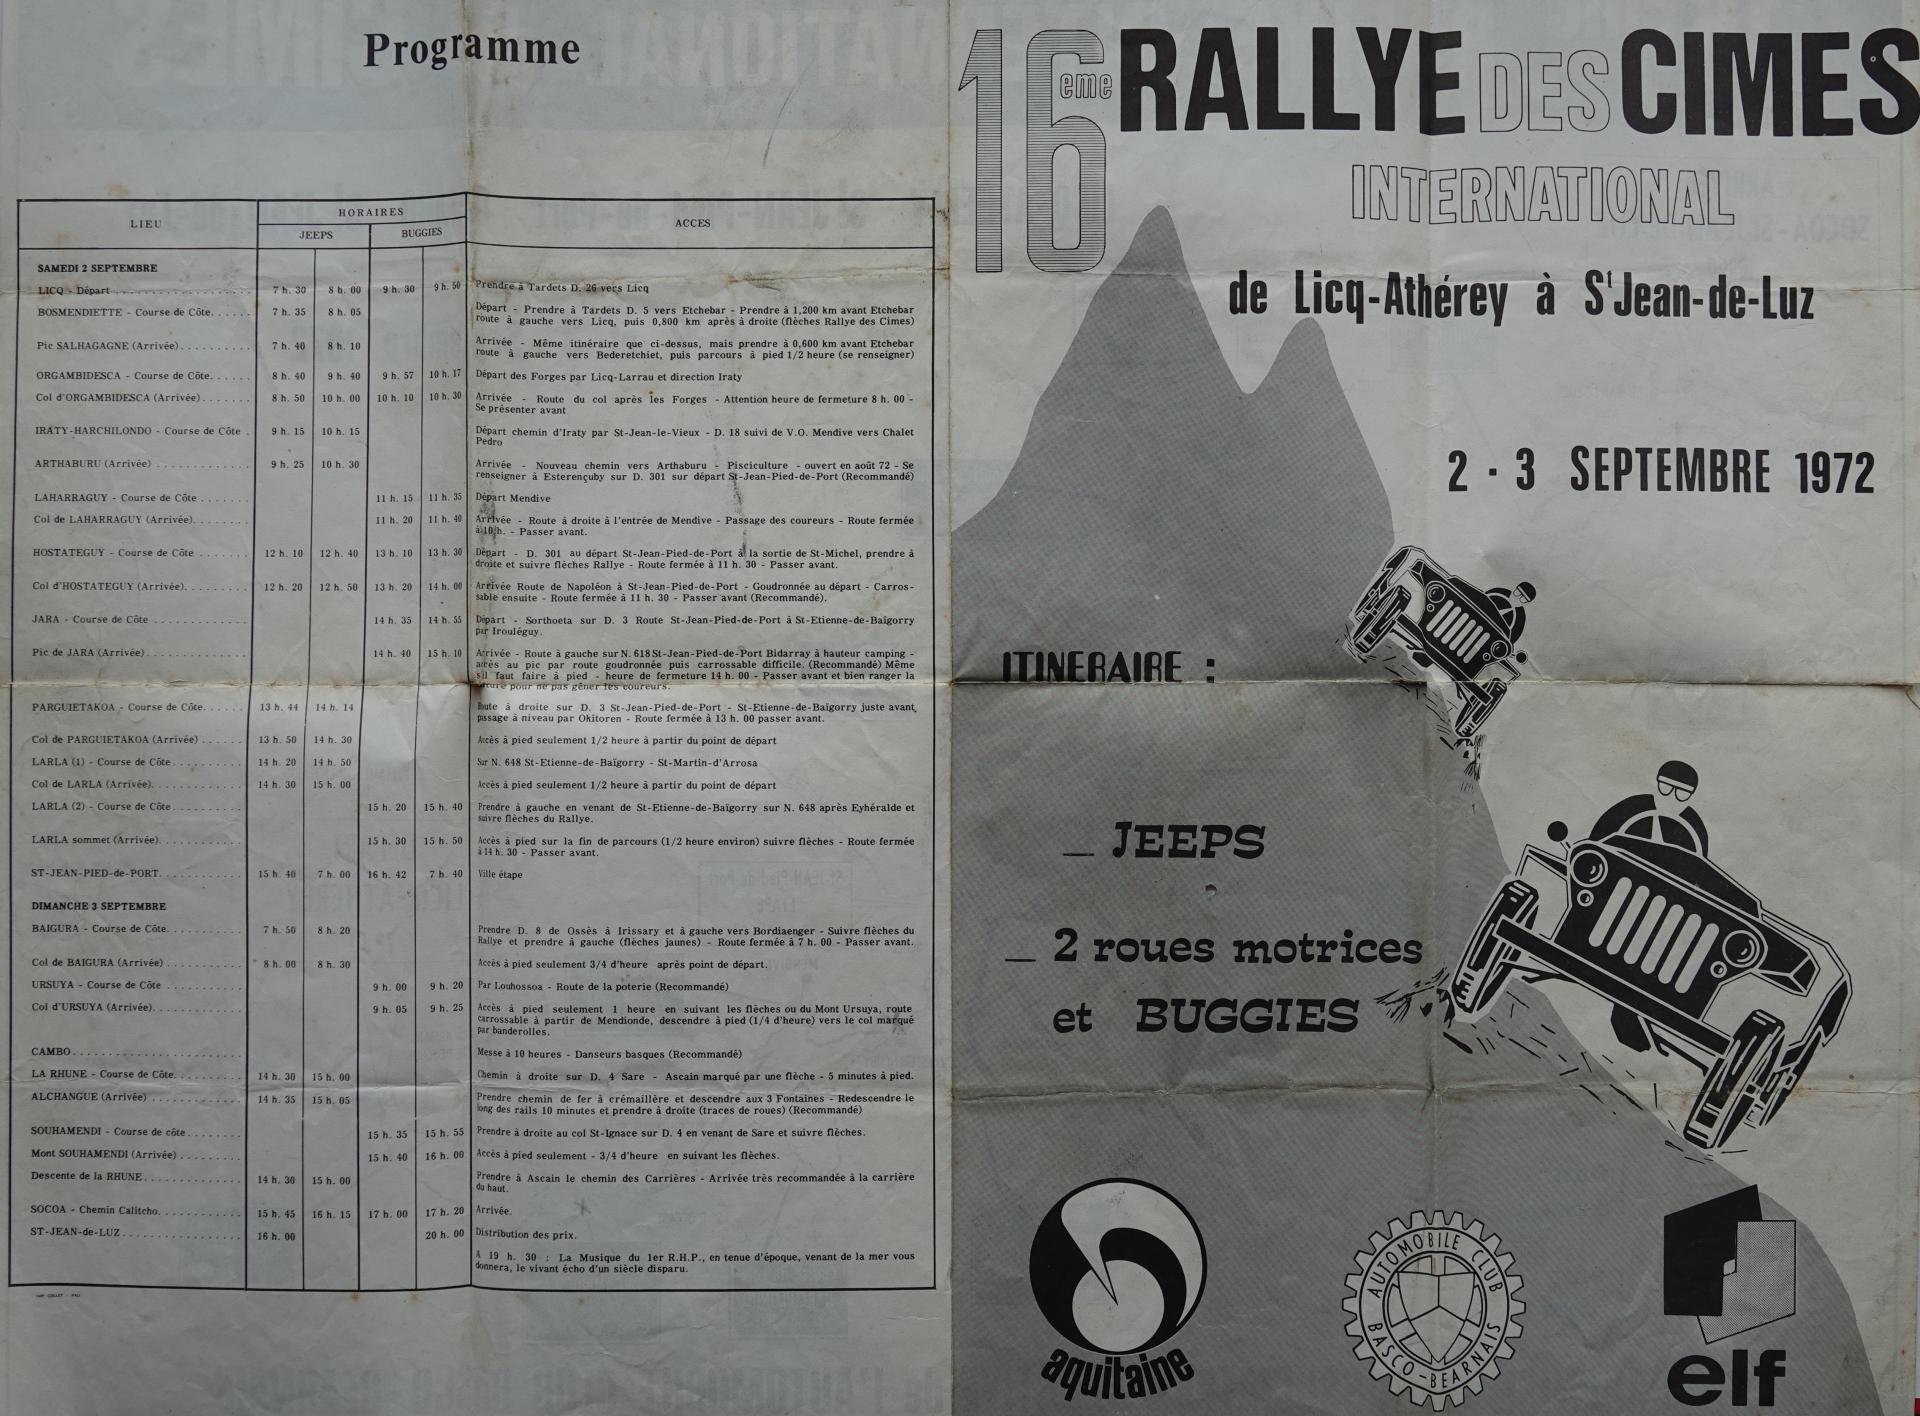 Programme
LIEU HORAIRES ACCES
JEEPS BUGGIES
SAMEDI 2 SEPTEMBRE
LICQ - Départ 7 h. 30 8 h. 00 9 h. 30 9 h. 50 Prendre à Tardets D. 26 vers Licq
BOSMENDIETTE - Course de Côte. 7 h. 35 8 h. 05 Départ - Prendre à Tardets D. 5 vers Etchebar - Prendre à 1,200 km avant Etchebar
route à gauche vers Licq, puis 0,800 km après à droite (flèches Rallye des Cimes)
Pic SALHAGAGNE (Arrivée) 7 h. 40 8 h. 10 Arrivée - Même itinéraire que ci-dessus, mais prendre à 0,600 km avant Etchebar
route à gauche vers Bederetchiet, puis parcours à pied 1/2 heure (se renseigner)
ORGAMBIDESCA - Course de Côte. 8 h. 40 9 h. 40 9 h. 57 10 h. 17 Départ des Forges par Licq-Larrau et direction Iraty
Col d'ORGAMBIDESCA (Arrivée) 8 h. 50 10 h. 00 10 h. 10 10 h. 30 Arrivée - Route du col après les Forges - Attention heure de fermeture 8 h. 00 -
Se présenter avant
IRATY-HARCHILONDO - Course de Côte . 9 h. 15 10 h. 15 Départ chemin d'Iraty par St-Jean-le-Vieux - D. 18 suivi de V.O. Mendive vers Chalet
Pedro
ARTHABURU (Arrivée) 9 h. 25 10 h. 30 Arrivée - Nouveau chemin vers Arthaburu - Pisciculture - ouvert en août 72 - Se
renseigner à Esterençuby sur D. 301 sur départ St-Jean-Pied-de-Port (Recommandé)
LAHARRAGUY - Course de Côte 11 h. 15 11 h. 35 Départ Mendive
Col de LAHARRAGUY (Arrivée). 11 h. 20 11 h. 40 Arrivée - Route à droite à l'entrée de Mendive - Passage des coureurs - Route fermée
à 10 h. - Passer avant.
HOSTATEGUY - Course de Côte 12 h. 10 12 h. 40 13 h. 10 13 h. 30 Départ - D. 301 au départ St-Jean-Pied-de-Port à la sortie de St-Michel, prendre à
droite et suivre flèches Rallye - Route fermée à 11 h. 30 - Passer avant.
Col d'HOSTATEGUY (Arrivée). 12 h. 20 12 h. 50 13 h. 20 14 h. 00 Arrivée Route de Napoléon à St-Jean-Pied-de-Port - Goudronnée au départ - Carros-
sable ensuite - Route fermée à 11 h. 30 - Passer avant (Recommandé).
JARA - Course de Côte 14 h. 35 14 h. 55 Départ - Sorthoeta sur D. 3 Route St-Jean-Pied-de-Port à St-Etienne-de-Baïgorry
par Irouléguy.
Pic de JARA (Arrivée) 14 h. 40 15 h. 10 Arrivée - Route à gauche sur N. 618 St-Jean-Pied-de-Port Bidarray à hauteur camping -
accès au pic par route goudronnée puis carrossable difficile. (Recommandé) Même
s'il faut faire à pied - heure de fermeture 14 h. 00 - Passer avant et bien ranger la
voiture pour ne pas gêner les coureurs.
PARGUIETAKOA - Course de Côte. 13 h. 44 14 h. 14 Route à droite sur D. 3 St-Jean-Pied-de-Port - St-Etienne-de-Baïgorry juste avant,
passage à niveau par Okitoren - Route fermée à 13 h. 00 passer avant.
Col de PARGUIETAKOA (Arrivée) 13 h. 50 14 h. 30 Accès à pied seulement 1/2 heure à partir du point de départ
LARLA (1) - Course de Côte 14 h. 20 14 h. 50 Sur N. 648 St-Etienne-de-Baïgorry - St-Martin-d'Arrosa
Col de LARLA (Arrivée). 14 h. 30 15 h. 00 Accès à pied seulement 1/2 heure à partir du point de départ
LARLA (2) - Course de Côte 15 h. 20 15 h. 40 Prendre à gauche en venant de St-Etienne-de-Baïgorry sur N. 648 après Eyhéralde et
suivre flèches du Rallye.
LARLA sommet (Arrivée). 15 h. 30 15 h. 50 Accès à pied sur la fin de parcours (1/2 heure environ) suivre flèches - Route fermée
à 14 h. 30 - Passer avant.
ST-JEAN-PIED-de-PORT. 15 h. 40 7 h. 00 16 h. 42 7 h. 40 Ville étape
DIMANCHE 3 SEPTEMBRE
BAIGURA - Course de Côte. 7 h. 50 8 h. 20 Prendre D. 8 de Ossès à Irissary et à gauche vers Bordiaenger - Suivre flèches du
Rallye et prendre à gauche (flèches jaunes) - Route fermée à 7 h. 00 - Passer avant.
Col de BAIGURA (Arrivée) 8 h. 00 8 h. 30 Accès à pied seulement 3/4 d'heure après point de départ.
URSUYA - Course de Côte 9 h. 00 9 h. 20 Par Louhossoa - Route de la poterie (Recommandé)
Col d'URSUYA (Arrivée). 9 h. 05 9 h. 25 Accès à pied seulement 1 heure en suivant les flèches ou du Mont Ursuya, route
carrossable à partir de Mendionde, descendre à pied (1/4 d'heure) vers le col marqué
par banderolles.
CAMBO Messe à 10 heures - Danseurs basques (Recommandé)
LA RHUNE - Course de Côte. 14 h. 30 15 h. 00 Chemin à droite sur D. 4 Sare - Ascain marqué par une flèche - 5 minutes à pied.
ALCHANGUE (Arrivée) 14 h. 35 15 h. 05 Prendre chemin de fer à crémaillère et descendre aux 3 Fontaines - Redescendre le
long des rails 10 minutes et prendre à droite (traces de roues) (Recommandé)
SOUHAMENDI - Course de côte 15 h. 35 15 h. 55 Prendre à droite au col St-Ignace sur D. 4 en venant de Sare et suivre flèches.
Mont SOUHAMENDI (Arrivée) 15 h. 40 16 h. 00 Accès à pied seulement - 3/4 d'heure en suivant les flèches.
Descente de la RHUNE 14 h. 30 15 h. 00 Prendre à Ascain le chemin des Carrières - Arrivée très recommandée à la carrière
du haut.
SOCOA - Chemin Calitcho. 15 h. 45 16 h. 15 17 h. 00 17 h. 20 Arrivée.
ST-JEAN-de-LUZ 16 h. 00 20 h. 00 Distribution des prix.
A 19 h. 30 : La Musique du 1er R.H.P., en tenue d'époque, venant de la mer vous
donnera, le vivant écho d'un siècle disparu.
16eme RALLYE DES CIMES
INTERNATIONAL
de Licq-Athérey à St Jean-de-Luz
2 - 3 SEPTEMBRE 1972
ITINERAIRE :
_ JEEPS
_ 2 roues motrices
et BUGGIES
aquitaine
AUTOMOBILE CLUB
BASCO-BEARNAIS
elf